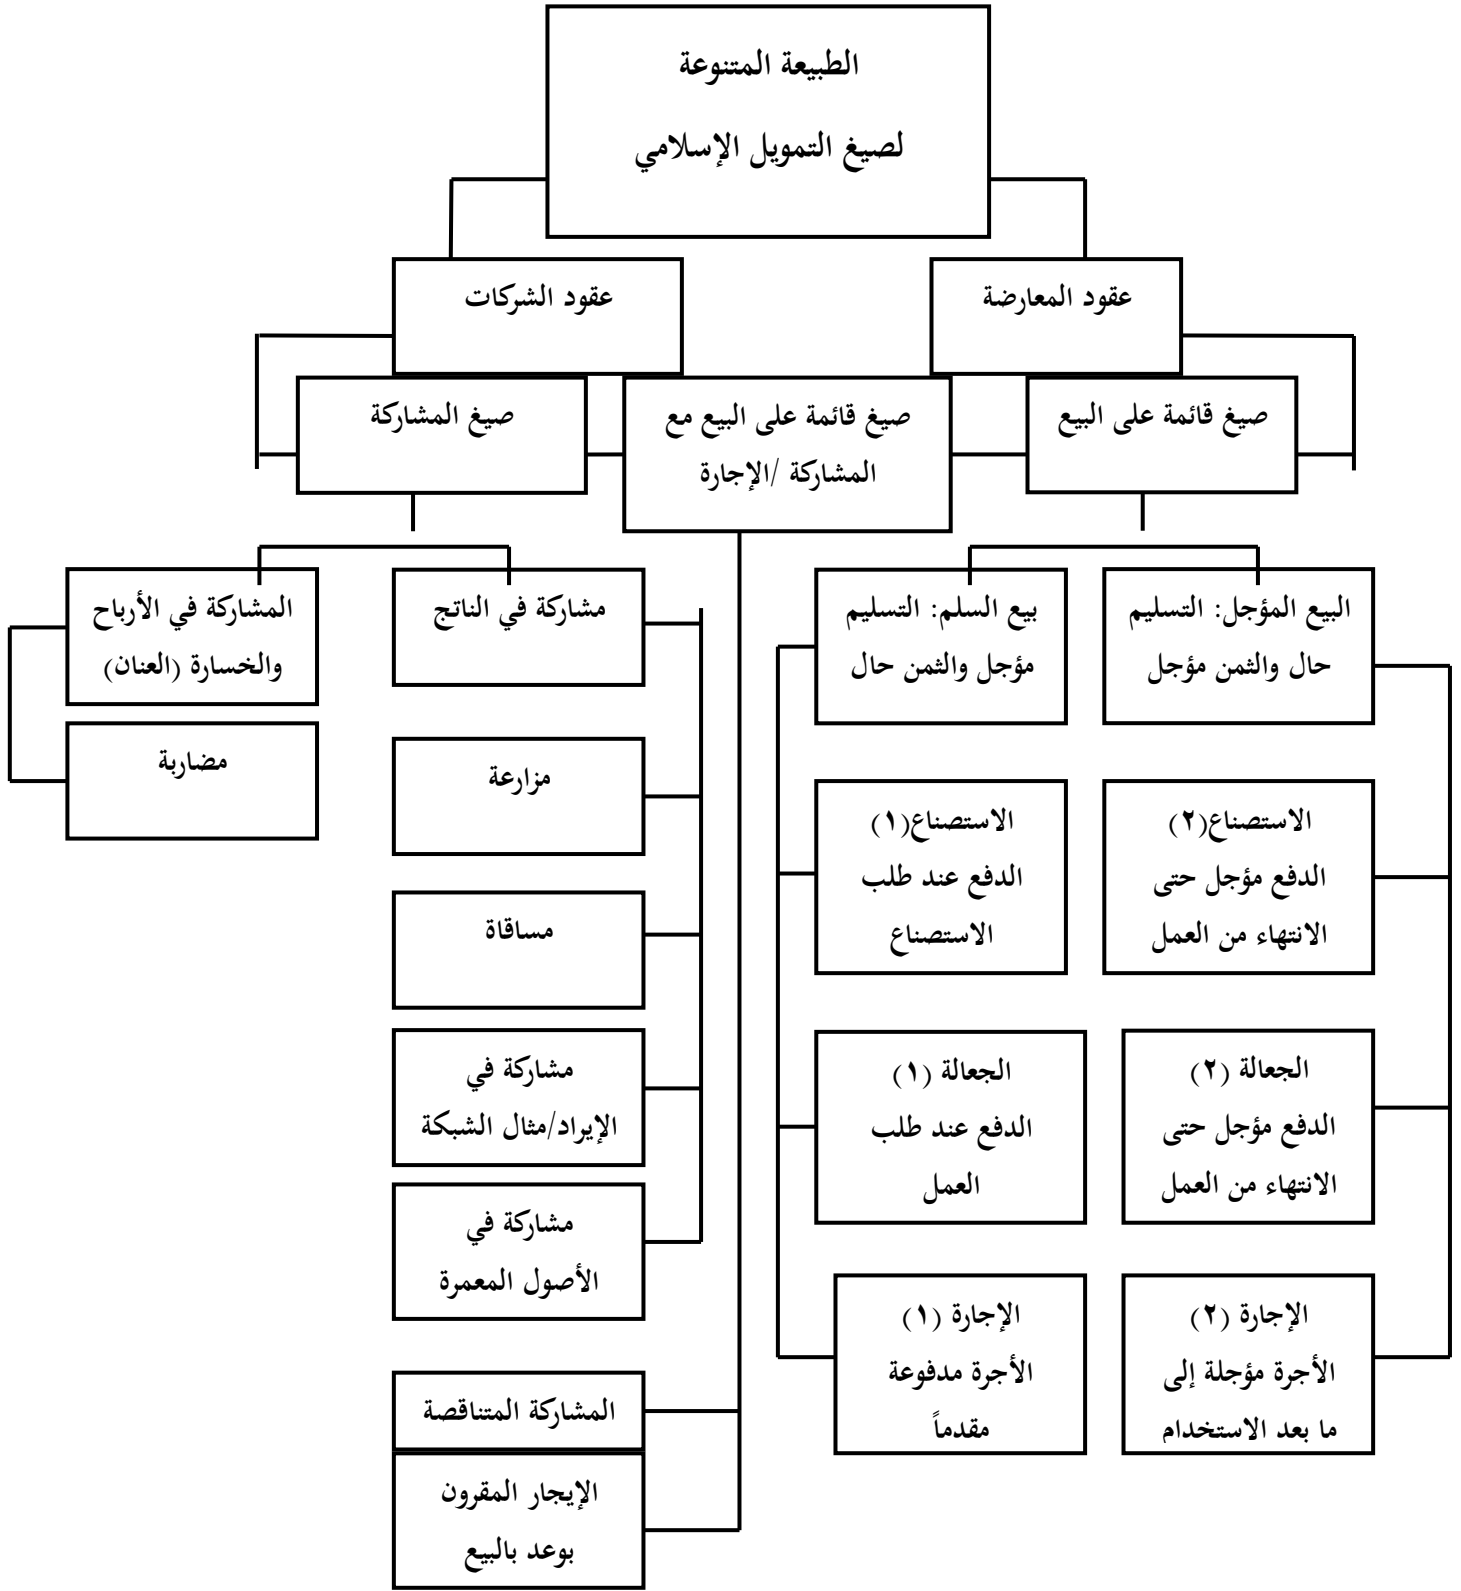 الطبيعة المتنوعة
لصيغ التمويل الإسلامي
عقود المعارضة
عقود الشركات
صيغ قائمة على البيع
صيغ قائمة على البيع مع
المشاركة /الإجارة
صيغ المشاركة
البيع المؤجل: التسليم
حال والثمن مؤجل
بيع السلم: التسليم
مؤجل والثمن حال
مشاركة في الناتج
المشاركة في الأرباح
والخسارة (العنان)
الاستصناع(٢)
الدفع مؤجل حتى
الانتهاء من العمل
الاستصناع(١)
الدفع عند طلب
الاستصناع
مزارعة
مضاربة
مساقاة
الجعالة (٢)
الدفع مؤجل حتى
الانتهاء من العمل
الجعالة (١)
الدفع عند طلب
العمل
مشاركة في
الإيراد/مثال الشبكة
مشاركة في
الأصول المعمرة
الإجارة (٢)
الأجرة مؤجلة إلى
ما بعد الاستخدام
الإجارة (١)
الأجرة مدفوعة
مقدماً
المشاركة المتناقصة
الإيجار المقرون
بوعد بالبيع